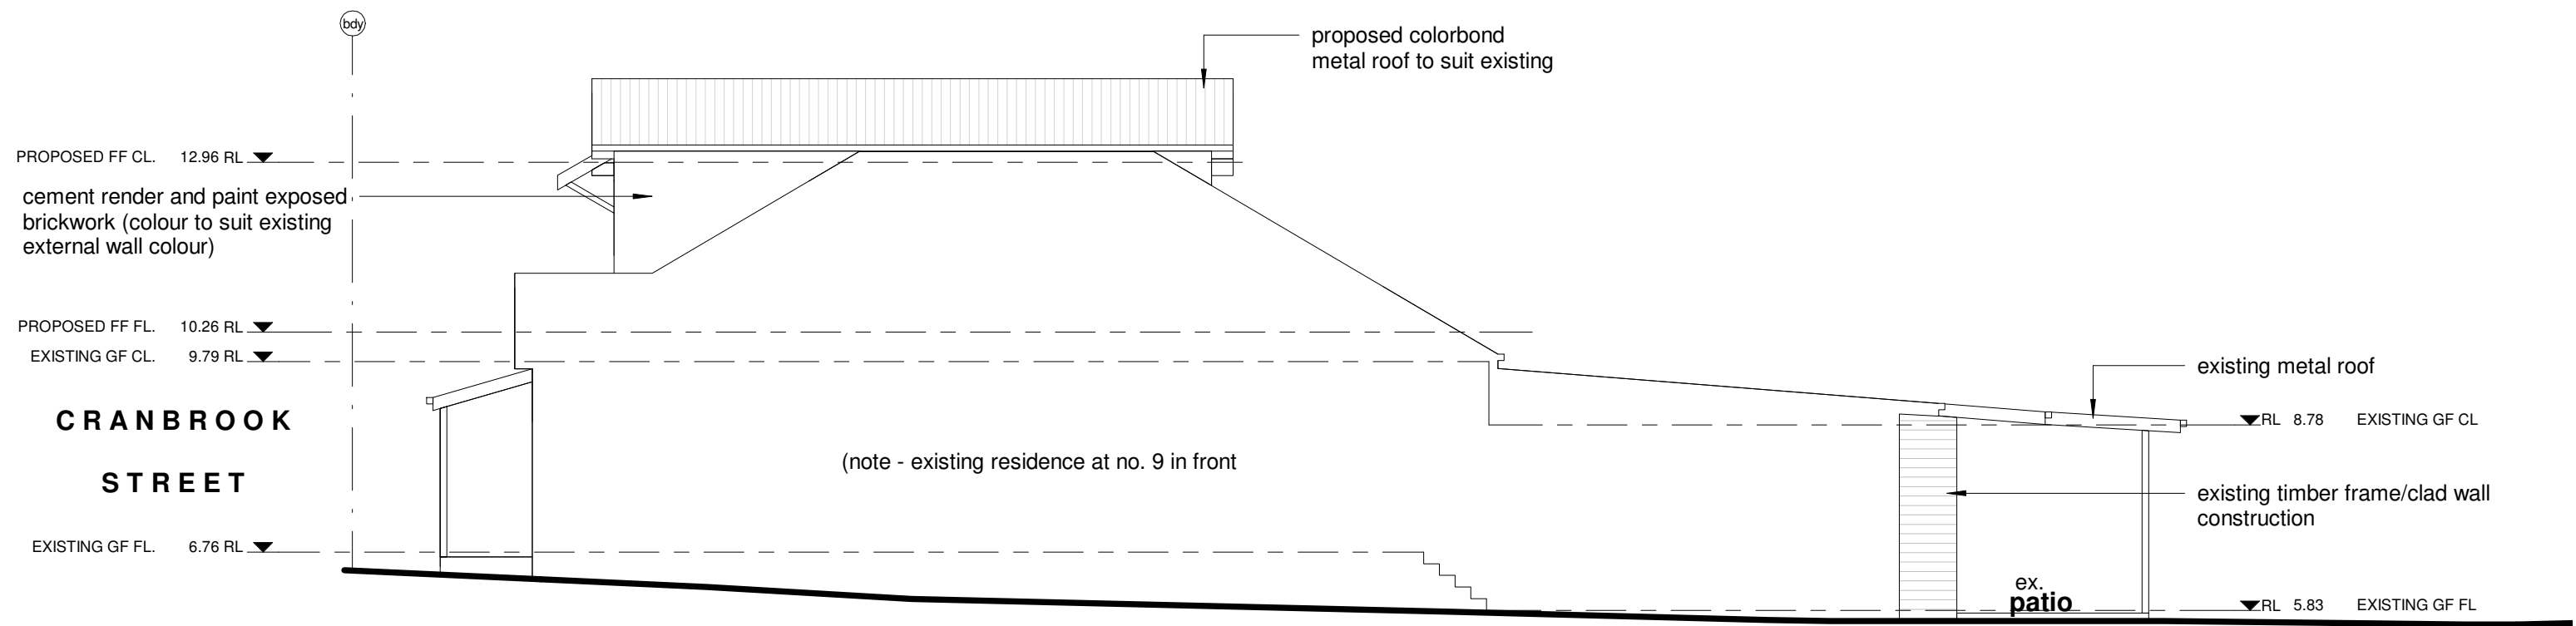 bdy
proposed colorbond
metal roof to suit existing
PROPOSED FF CL. 12.96 RL
cement render and paint exposed
brickwork (colour to suit existing
external wall colour)
PROPOSED FF FL. 10.26 RL
EXISTING GF CL. 9.79 RL
existing metal roof
CRANBROOK
STREET
RL 8.78 EXISTING GF CL
(note - existing residence at no. 9 in front
existing timber frame/clad wall
construction
EXISTING GF FL. 6.76 RL
ex.
patio
RL 5.83 EXISTING GF FL